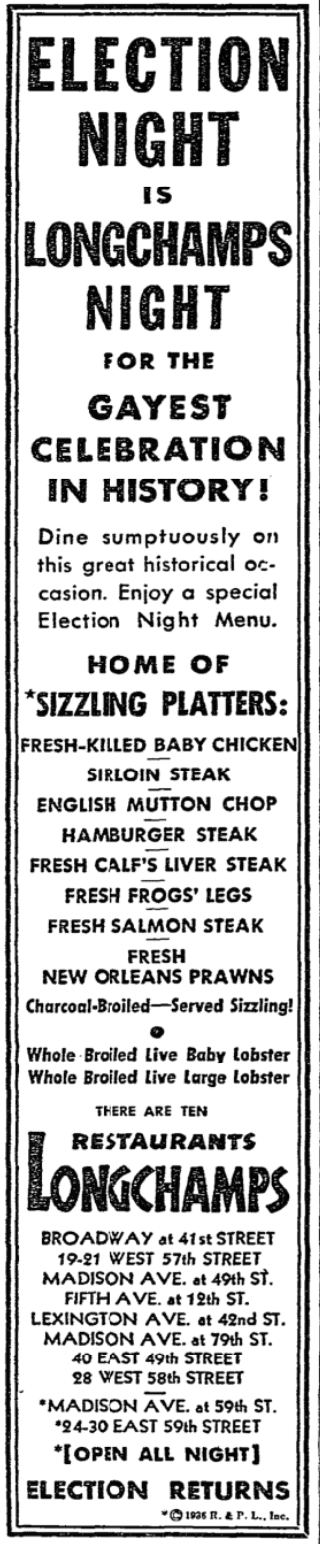 ELECTION
NIGHT
IS
LONGCHAMPS
NIGHT
FOR THE
GAYEST
CELEBRATION
IN HISTORY!
Dine sumptuously on
this great historical oc-
casion. Enjoy a special
Election Night Menu.
HOME OF
*SIZZLING PLATTERS:
FRESH-KILLED BABY CHICKEN
SIRLOIN STEAK
ENGLISH MUTTON CHOP
HAMBURGER STEAK
FRESH CALF'S LIVER STEAK
FRESH FROGS' LEGS
FRESH SALMON STEAK
FRESH
NEW ORLEANS PRAWNS
Charcoal-Broiled—Served Sizzling!
Whole Broiled Live Baby Lobster
Whole Broiled Live Large Lobster
THERE ARE TEN
RESTAURANTS
LONGCHAMPS
BROADWAY at 41st STREET
19-21 WEST 57th STREET
MADISON AVE. at 49th ST.
FIFTH AVE. at 12th ST.
LEXINGTON AVE. at 42nd ST.
MADISON AVE. at 79th ST.
40 EAST 49th STREET
28 WEST 58th STREET
*MADISON AVE. at 59th ST.
*24-30 EAST 59th STREET
*[OPEN ALL NIGHT]
ELECTION RETURNS
*© 1936 R. & P. L., Inc.